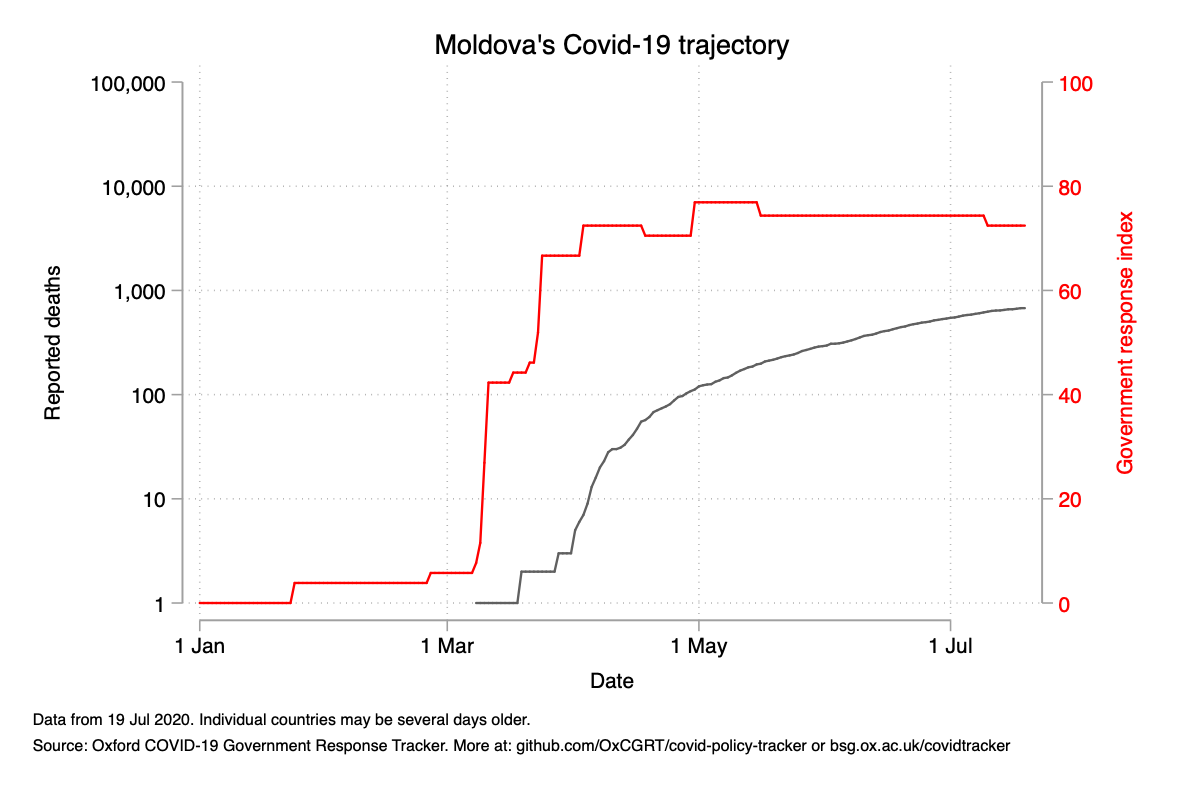 Moldova's Covid-19 trajectory
100,000
10,000
1,000
100
10
1
Reported deaths
100
80
60
40
20
0
Government response index
1 Jan
1 Mar
1 May
1 Jul
Date
Data from 19 Jul 2020. Individual countries may be several days older.
Source: Oxford COVID-19 Government Response Tracker. More at: github.com/OxCGRT/covid-policy-tracker or bsg.ox.ac.uk/covidtracker